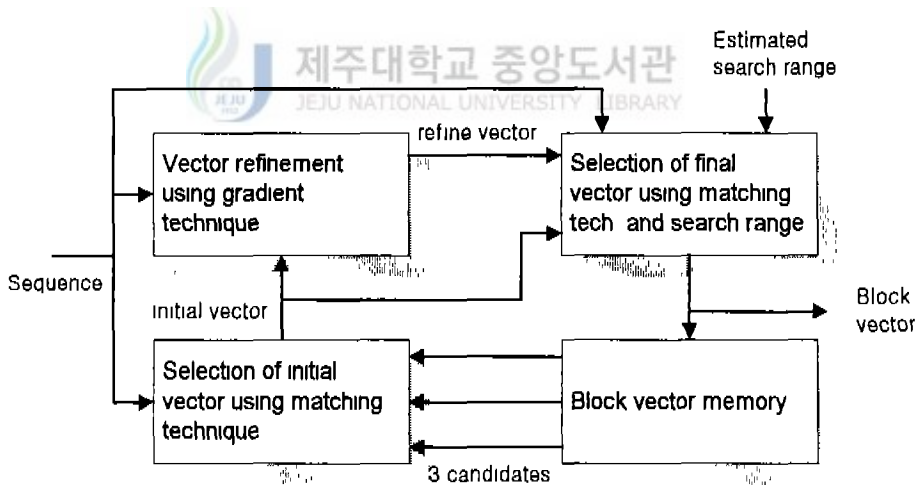 제주대학교 중앙도서관
JEJU NATIONAL UNIVERSITY LIBRARY
JEJU
1952
Estimated
search range
refine vector
Vector refinement
using gradient
technique
Selection of final
vector using matching
tech and search range
Sequence
initial vector
Block
vector
Selection of initial
vector using matching
technique
Block vector memory
3 candidates